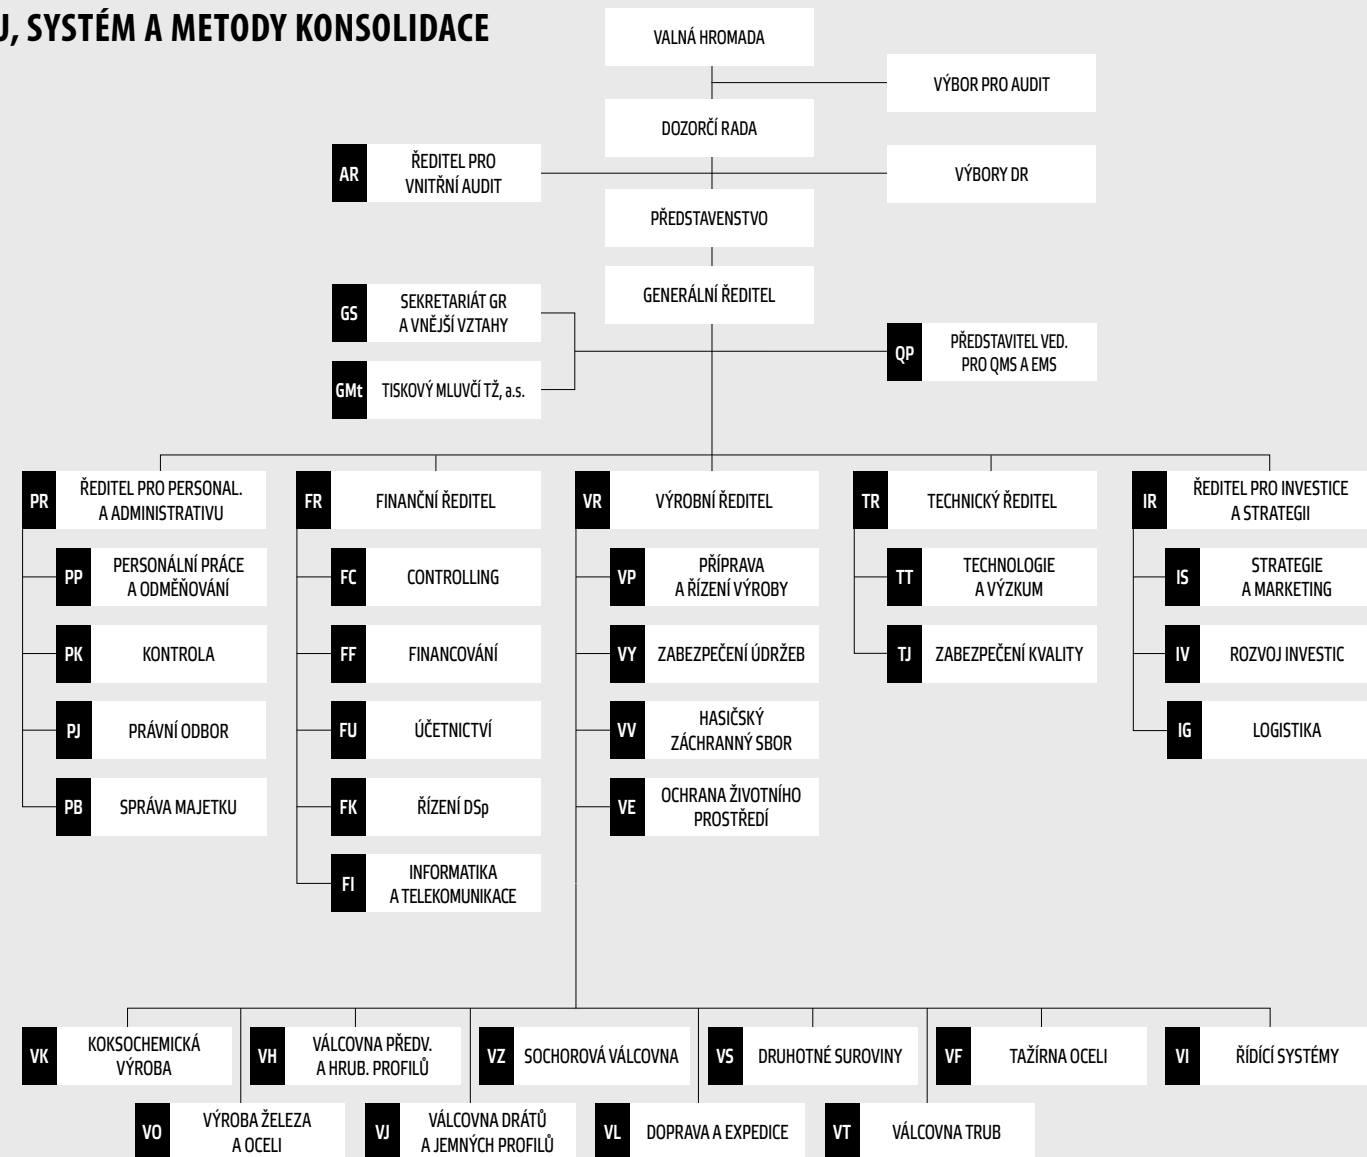 J, SYSTÉM A METODY KONSOLIDACE
VALNÁ HROMADA
VÝBOR PRO AUDIT
DOZORČÍ RADA
AR
ŘEDITEL PRO
VNITŘNÍ AUDIT
VÝBORY DR
PŘEDSTAVENSTVO
GENERÁLNÍ ŘEDITEL
GS
SEKRETARIÁT GR
A VNĚJŠÍ VZTAHY
QP
PŘEDSTAVITEL VED.
PRO QMS A EMS
GMt
TISKOVÝ MLUVČÍ TŽ, a.s.
PR
ŘEDITEL PRO PERSONAL.
A ADMINISTRATIVU
FR
FINANČNÍ ŘEDITEL
VR
VÝROBNÍ ŘEDITEL
TR
TECHNICKÝ ŘEDITEL
IR
ŘEDITEL PRO INVESTICE
A STRATEGII
PP
PERSONÁLNÍ PRÁCE
A ODMĚŇOVÁNÍ
FC
CONTROLLING
VP
PŘÍPRAVA
A ŘÍZENÍ VÝROBY
TT
TECHNOLOGIE
A VÝZKUM
IS
STRATEGIE
A MARKETING
PK
KONTROLA
FF
FINANCOVÁNÍ
VY
ZABEZPEČENÍ ÚDRŽEB
TJ
ZABEZPEČENÍ KVALITY
IV
ROZVOJ INVESTIC
PJ
PRÁVNÍ ODBOR
FU
ÚČETNICTVÍ
VV
HASIČSKÝ
ZÁCHRANNÝ SBOR
IG
LOGISTIKA
PB
SPRÁVA MAJETKU
FK
ŘÍZENÍ DSp
VE
OCHRANA ŽIVOTNÍHO
PROSTŘEDÍ
FI
INFORMATIKA
A TELEKOMUNIKACE
VK
KOKSOCHEMICKÁ
VÝROBA
VH
VÁLCOVNA PŘEDV.
A HRUB. PROFILŮ
VZ
SOCHOROVÁ VÁLCOVNA
VS
DRUHOTNÉ SUROVINY
VF
TAŽÍRNA OCELI
VI
ŘÍDÍCÍ SYSTÉMY
VO
VÝROBA ŽELEZA
A OCELI
VJ
VÁLCOVNA DRÁTŮ
A JEMNÝCH PROFILŮ
VL
DOPRAVA A EXPEDICE
VT
VÁLCOVNA TRUB